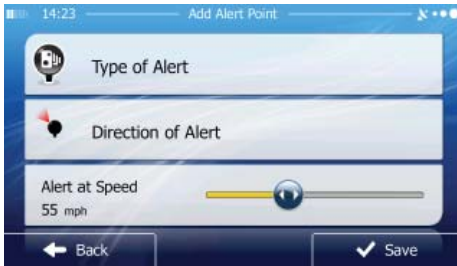 14:23 Add Alert Point
Type of Alert
Direction of Alert
Alert at Speed
55 mph
Back Save